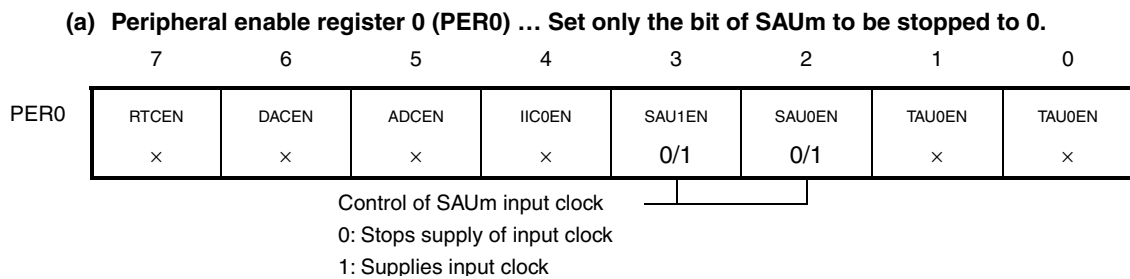 (a) Peripheral enable register 0 (PER0) … Set only the bit of SAUm to be stopped to 0.
7 6 5 4 3 2 1 0
PER0 RTCEN DACEN ADCEN IIC0EN SAU1EN SAU0EN TAU0EN TAU0EN
× × × × 0/1 0/1 × ×
Control of SAUm input clock
0: Stops supply of input clock
1: Supplies input clock